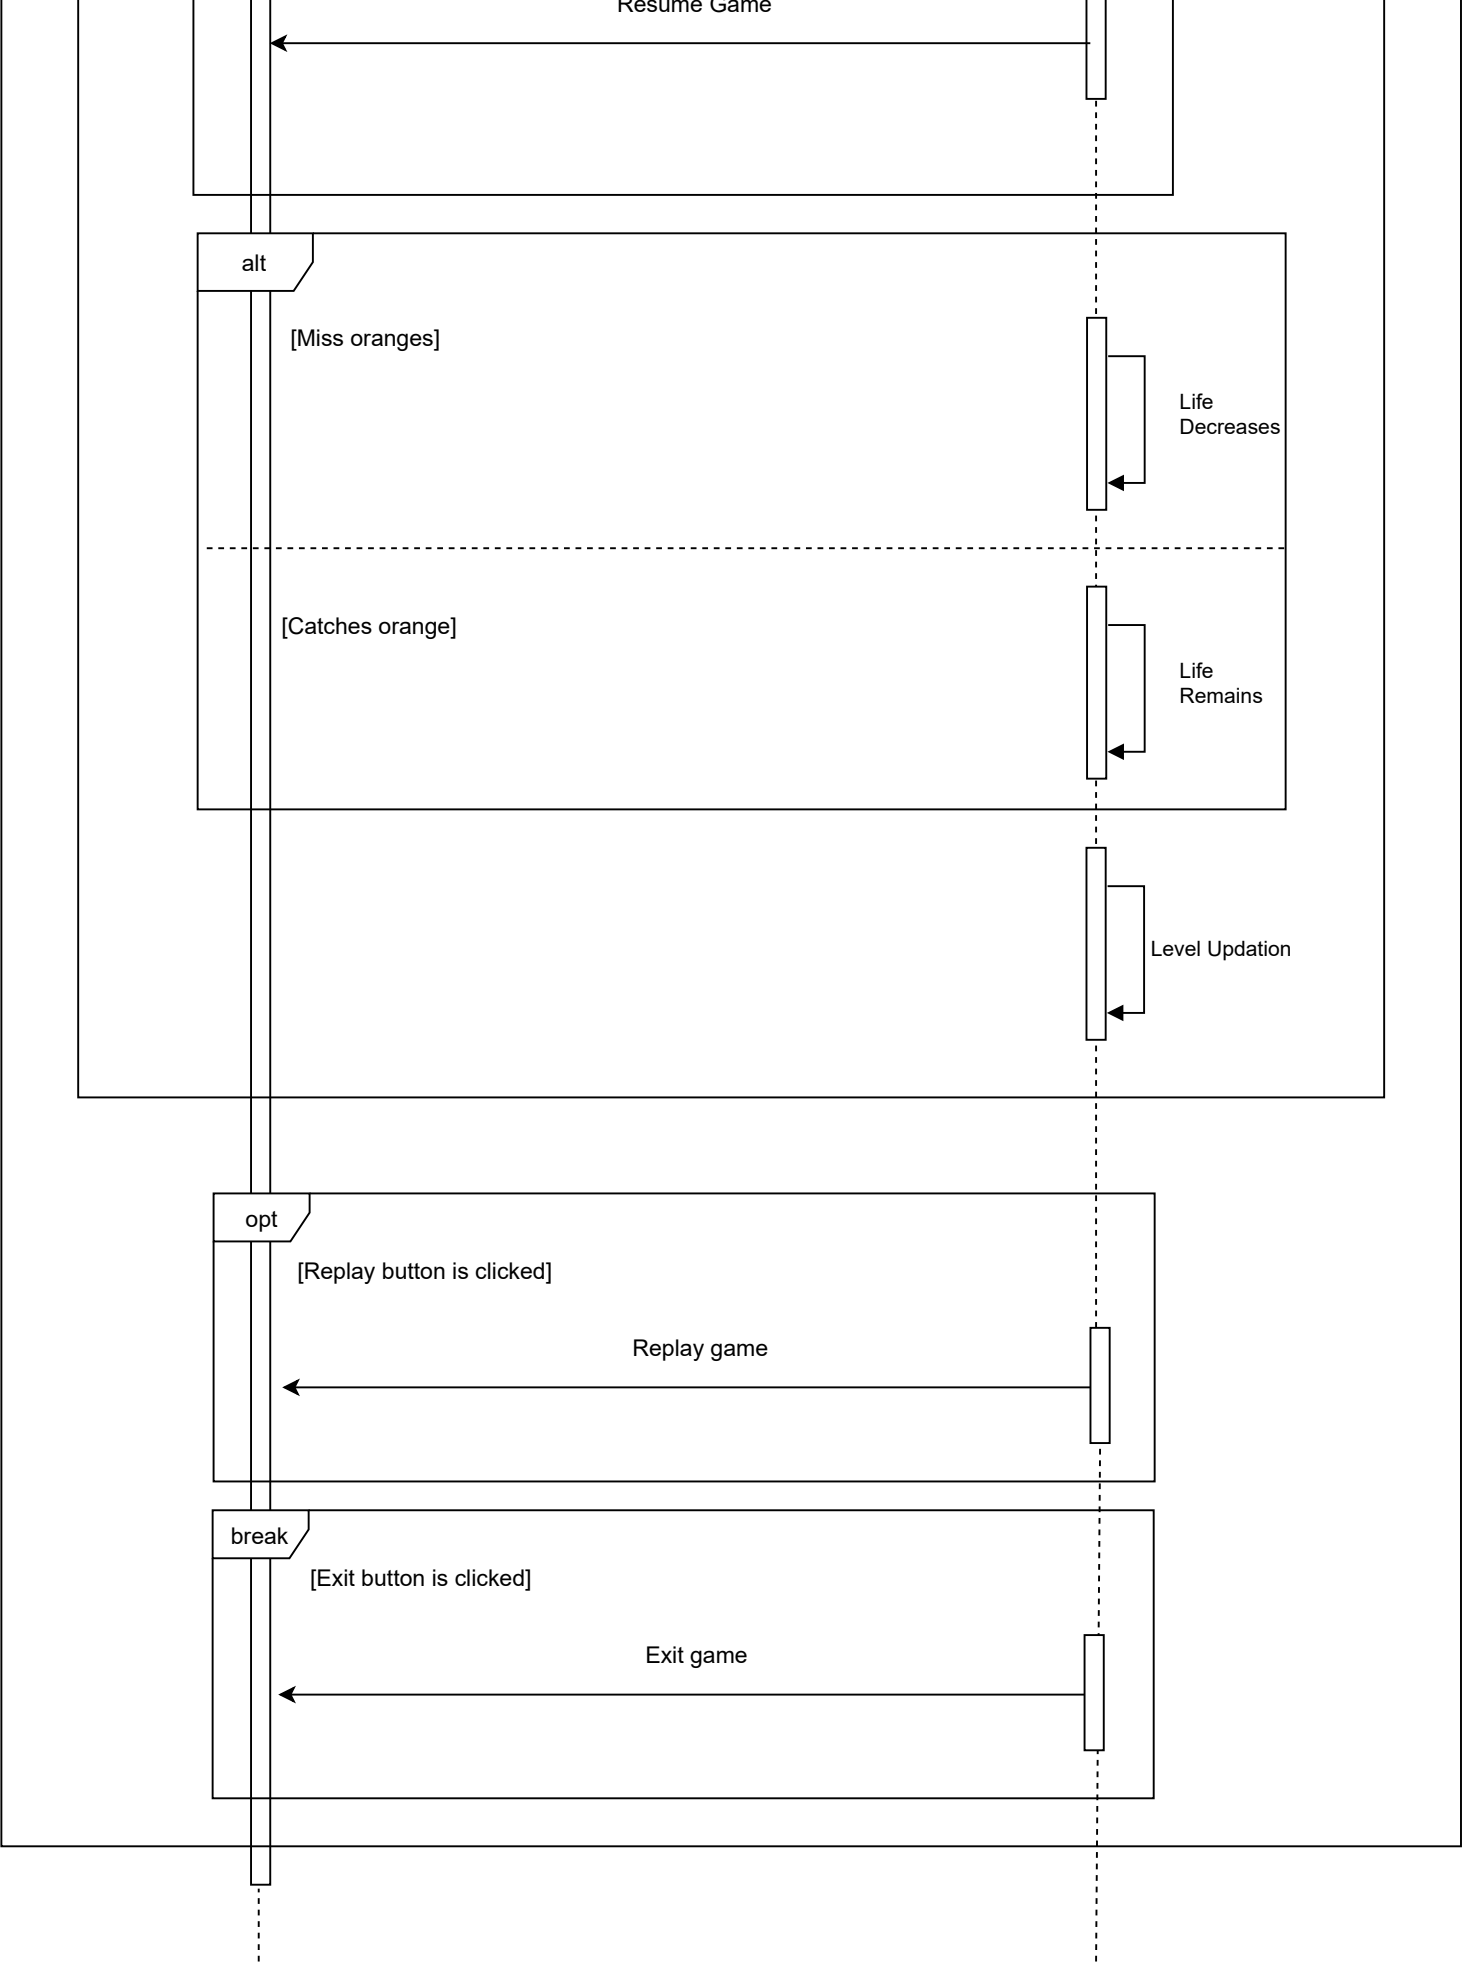 Resume Game
alt
[Miss oranges]
Life
Decreases
[Catches orange]
Life
Remains
Level Updation
opt
[Replay button is clicked]
Replay game
break
[Exit button is clicked]
Exit game